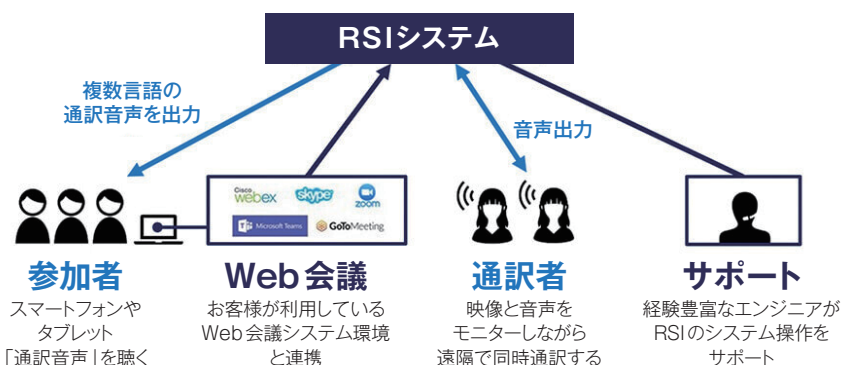 RSIシステム
複数言語の
通訳音声を出力
音声出力
Cisco
webex
skype
zoom
Microsoft Teams
GoToMeeting
参加者
スマートフォンや
タブレット
「通訳音声」を聴く
Web会議
お客様が利用している
Web会議システム環境
と連携
通訳者
映像と音声を
モニターしながら
遠隔で同時通訳する
サポート
経験豊富なエンジニアが
RSIのシステム操作を
サポート